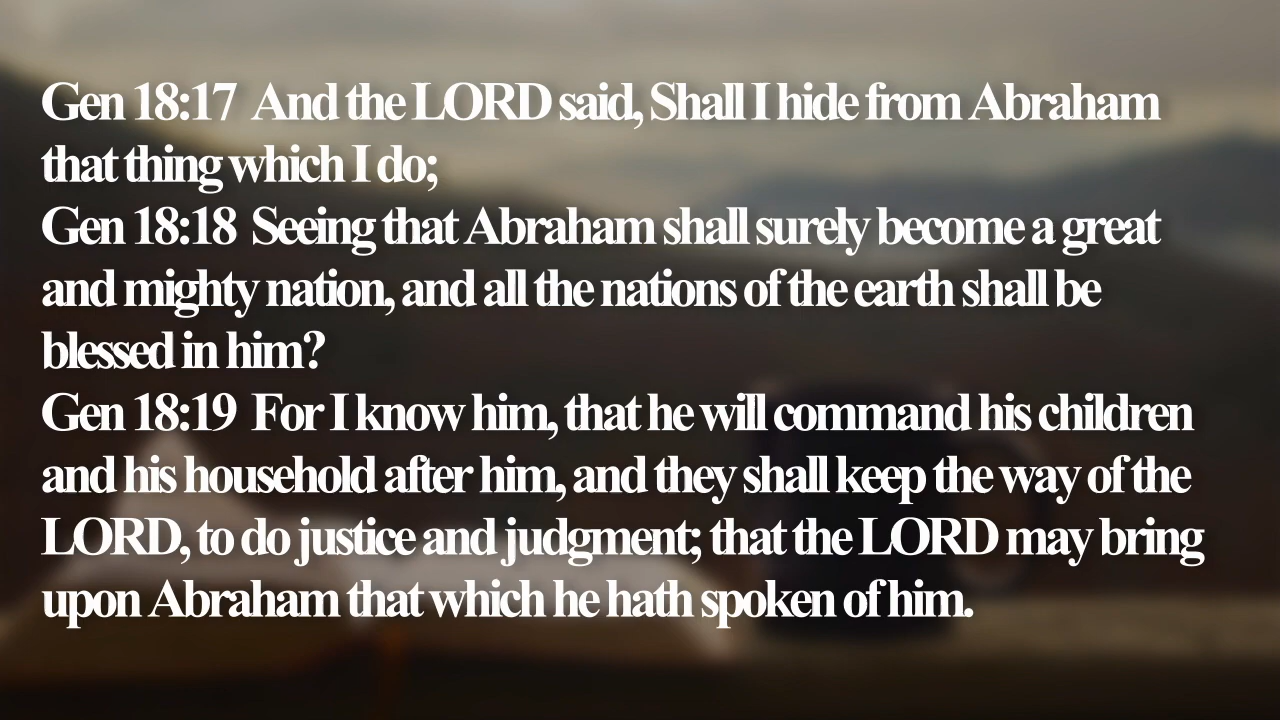 Gen 18:17 And the LORD said, Shall I hide from Abraham
that thing which I do;
Gen 18:18 Seeing that Abraham shall surely become a great
and mighty nation, and all the nations of the earth shall be
blessed in him?
Gen 18:19 For I know him, that he will command his children
and his household after him, and they shall keep the way of the
LORD, to do justice and judgment; that the LORD may bring
upon Abraham that which he hath spoken of him.